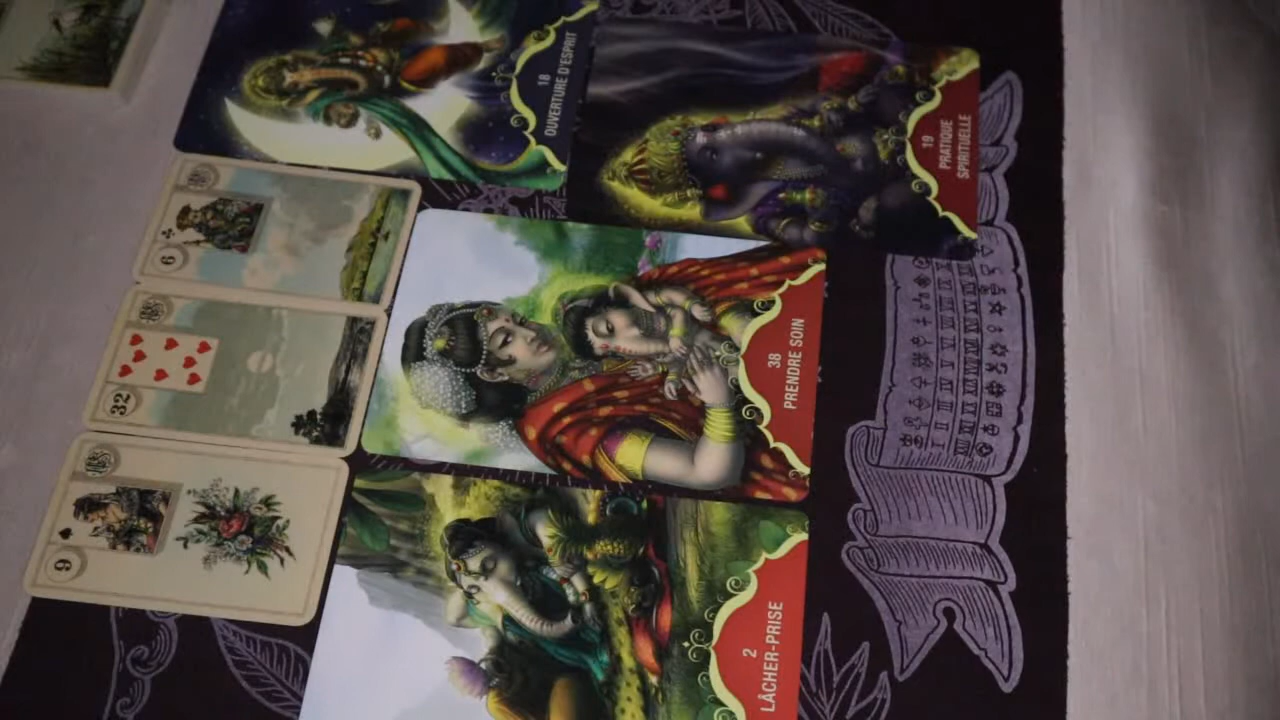 18
OUVERTURE D'ESPRIT
19
PRATIQUE
SPIRITUELLE
6
32
38
PRENDRE SOIN
9
2
LÂCHER-PRISE